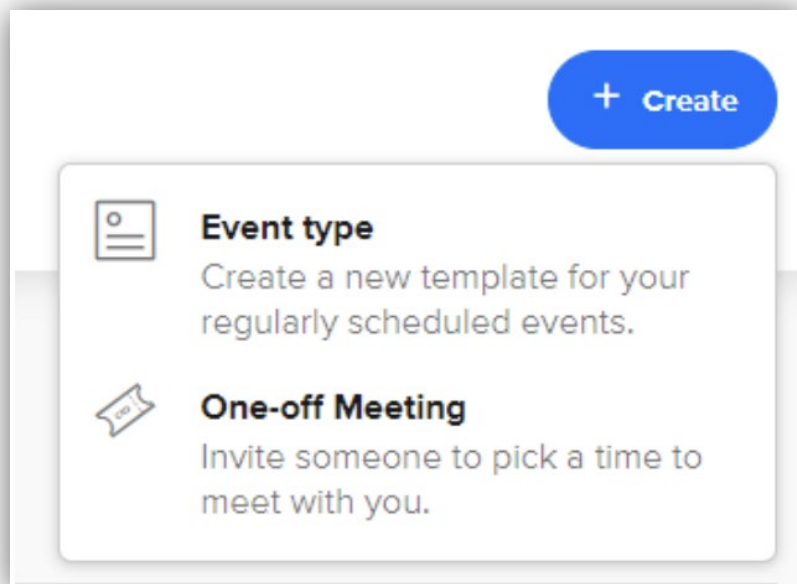 + Create
Event type
Create a new template for your
regularly scheduled events.
One-off Meeting
Invite someone to pick a time to
meet with you.